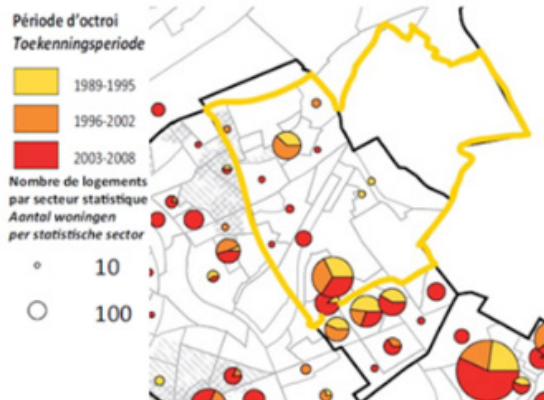 Période d'octroi
Toekenningsperiode
1989-1995
1996-2002
2003-2008
Nombre de logements
par secteur statistique
Aantal woningen
per statistische sector
10
100